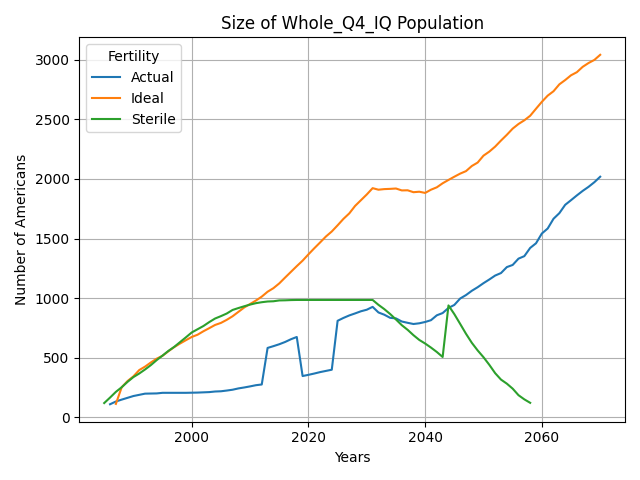 Size of Whole_Q4_IQ Population
Fertility
Actual
Ideal
Sterile
Number of Americans
3000
2500
2000
1500
1000
500
0
2000
2020
2040
2060
Years